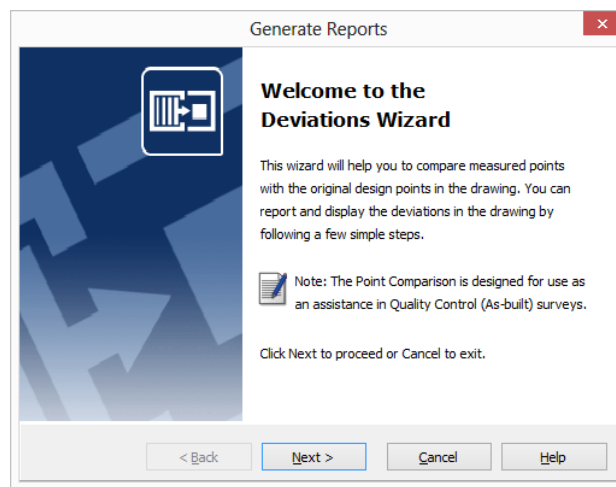 Generate Reports
Welcome to the
Deviations Wizard
This wizard will help you to compare measured points
with the original design points in the drawing. You can
report and display the deviations in the drawing by
following a few simple steps.
Note: The Point Comparison is designed for use as
an assistance in Quality Control (As-built) surveys.
Click Next to proceed or Cancel to exit.
< Back Next > Cancel Help